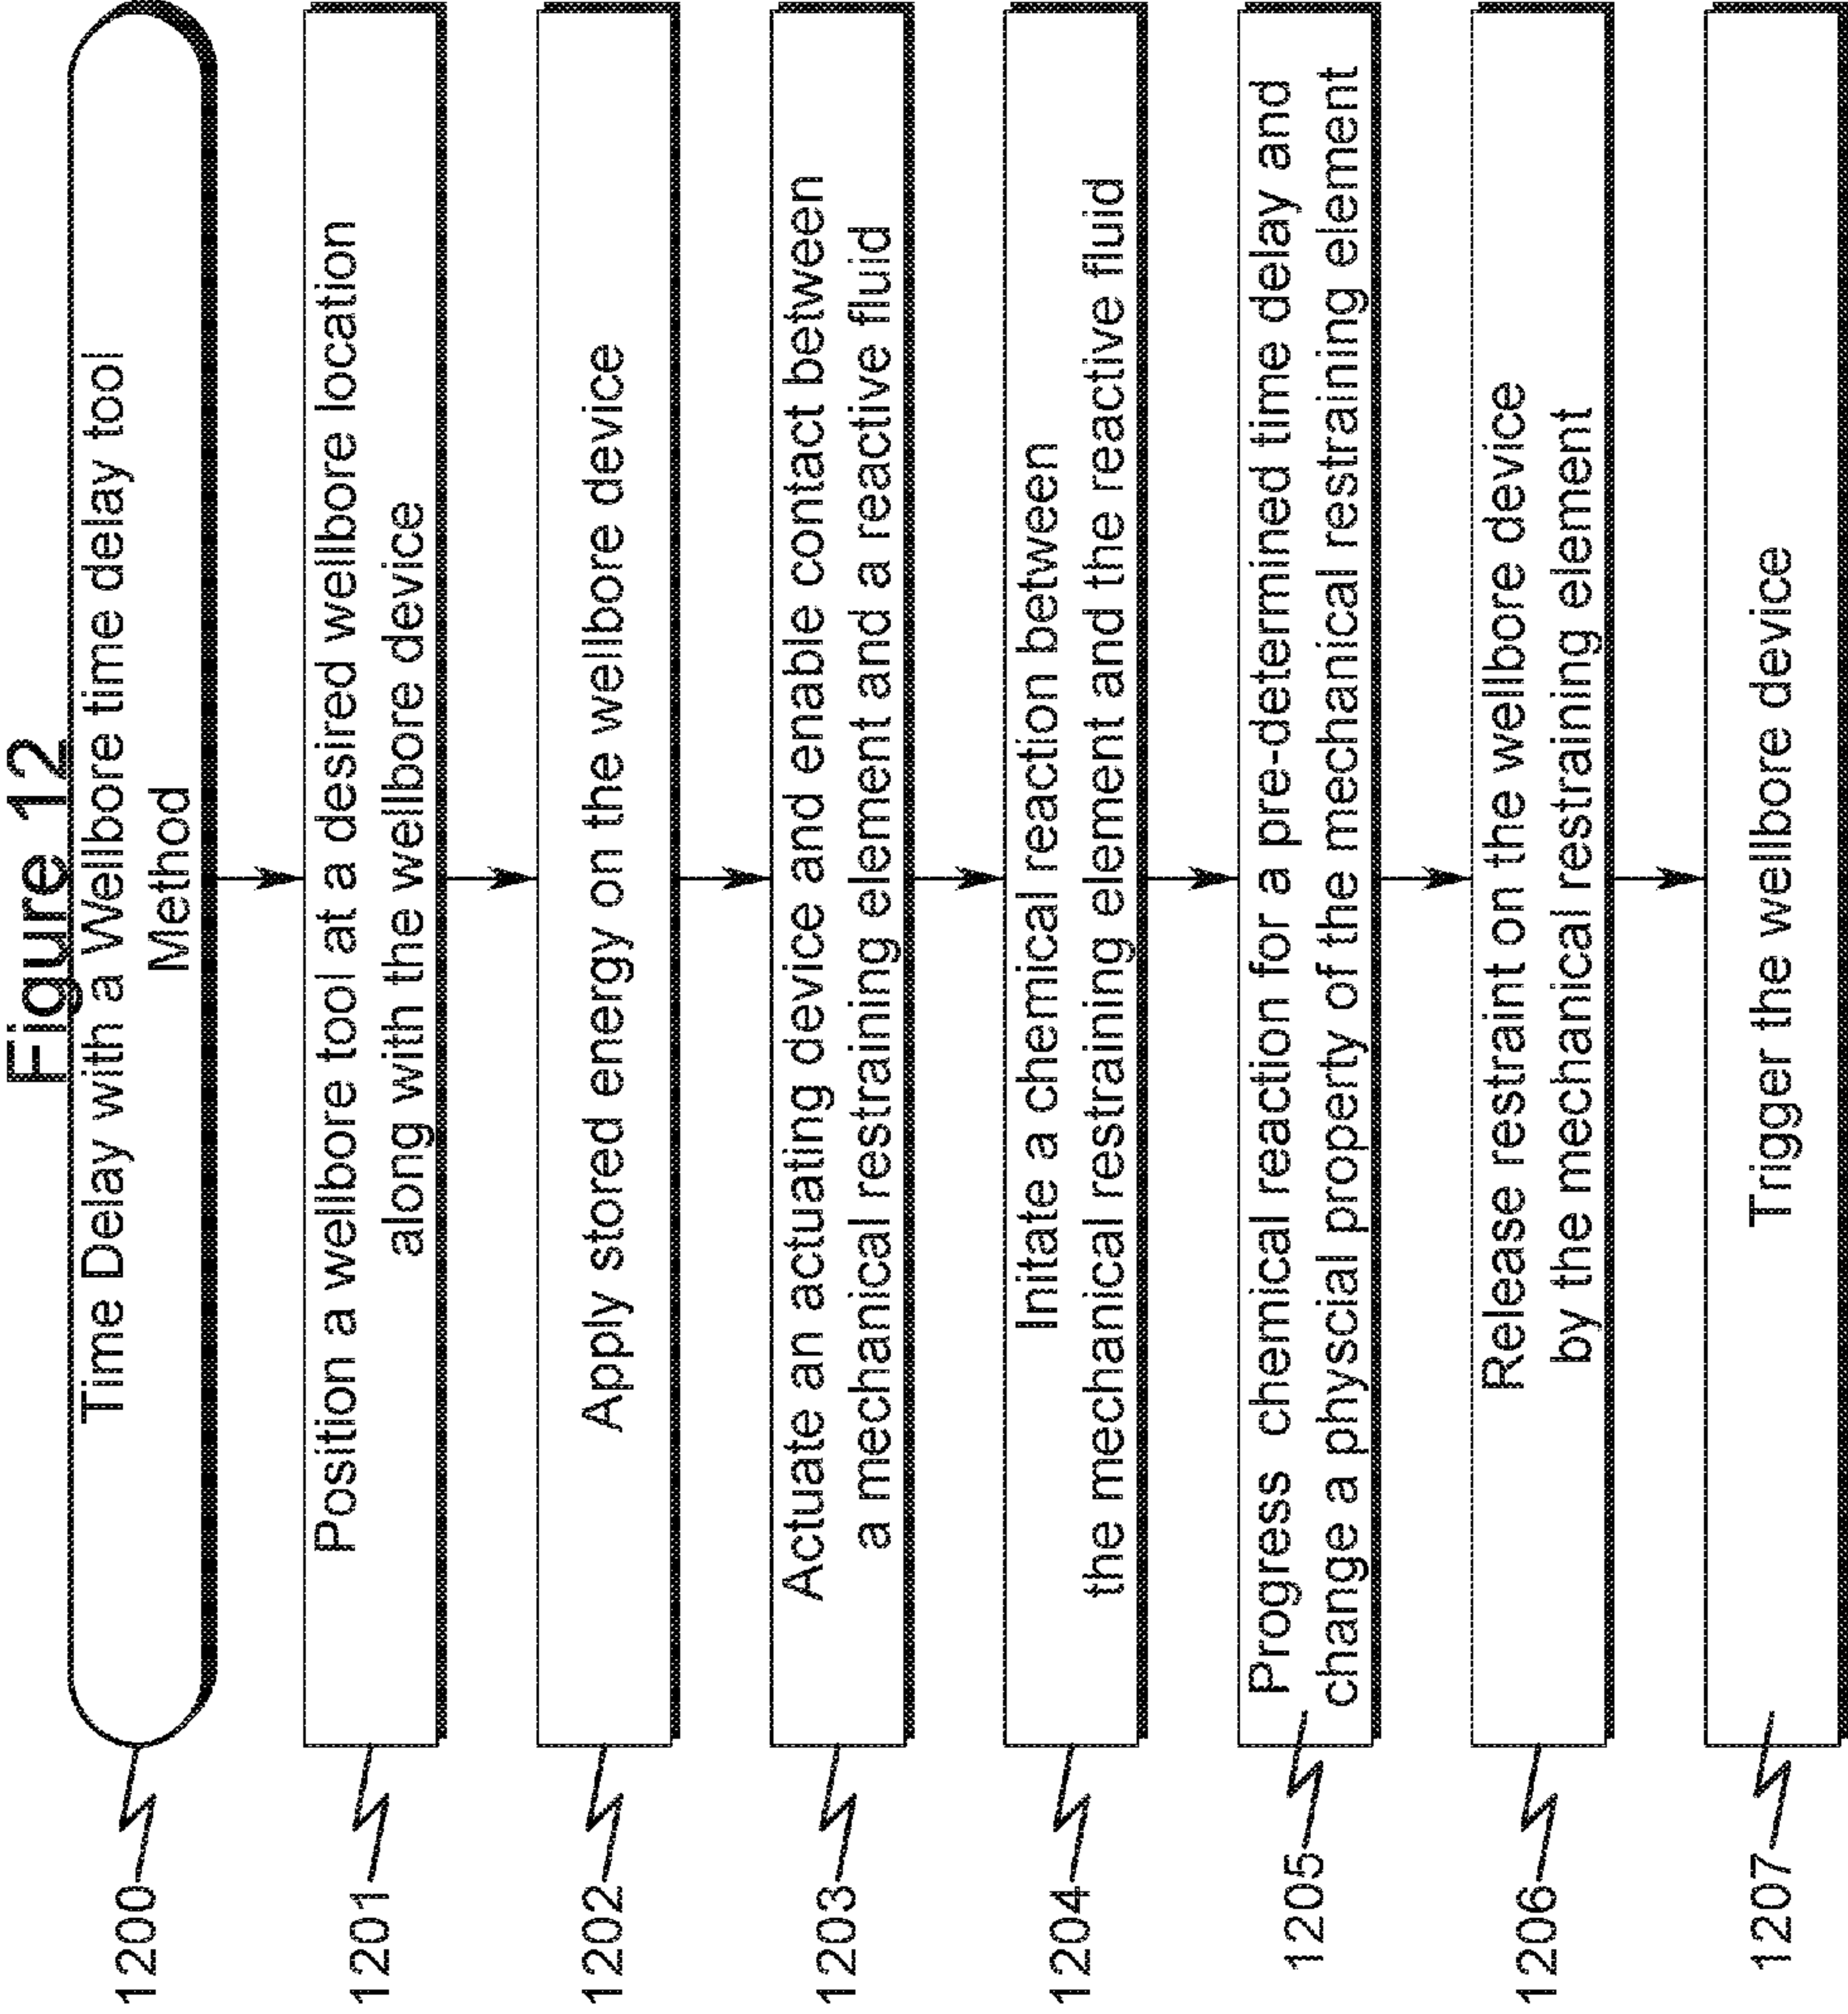 Figure 12
1200
Time Delay with a Wellbore time delay tool
Method
1201
Position a wellbore tool at a desired wellbore location
along with the wellbore device
1202
Apply stored energy on the wellbore device
1203
Actuate an actuating device and enable contact between
a mechanical restraining element and a reactive fluid
1204
Initate a chemical reaction between
the mechanical restraining element and the reactive fluid
1205
Progress chemical reaction for a pre-determined time delay and
change a physcial property of the mechanical restraining element
1206
Release restraint on the wellbore device
by the mechanical restraining element
1207
Trigger the wellbore device